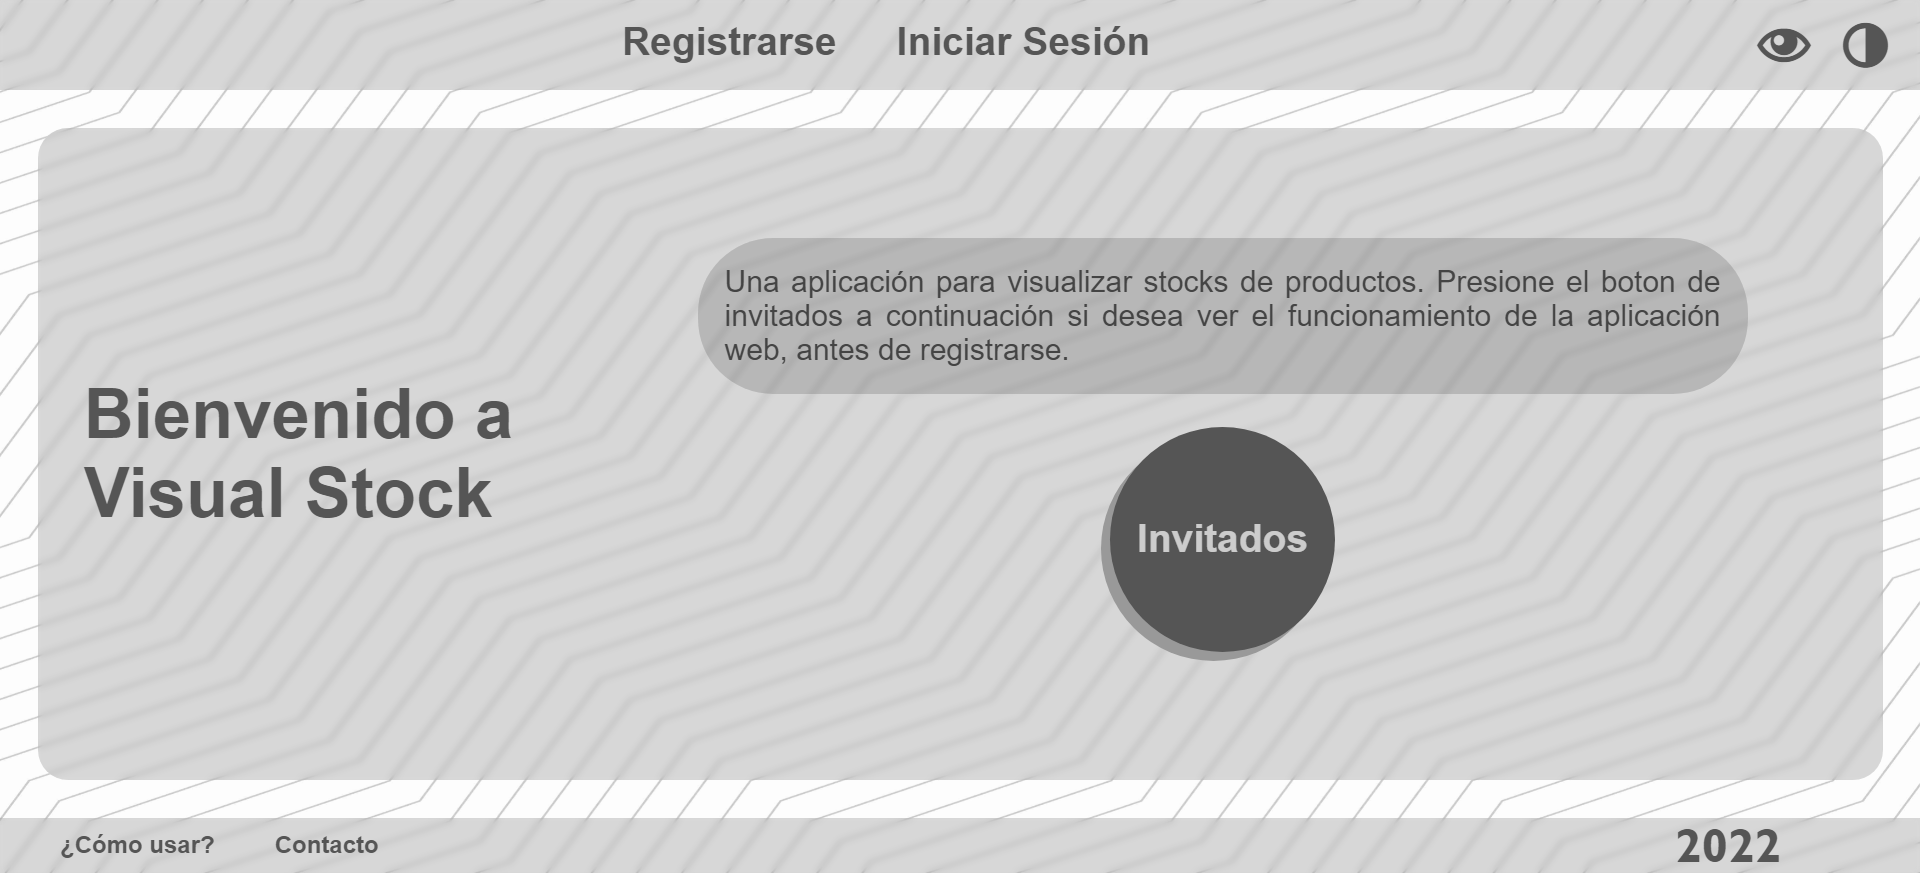 Registrarse Iniciar Sesión
Una aplicación para visualizar stocks de productos. Presione el boton de
invitados a continuación si desea ver el funcionamiento de la aplicación
web, antes de registrarse.
Bienvenido a
Visual Stock
Invitados
¿Cómo usar? Contacto 2022